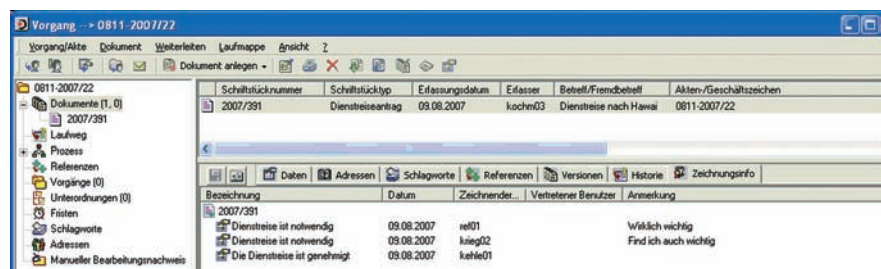 Vorgang --> 0811-2007/22
Vorgang/Akte Dokument Weiterleiten Laufmappe Ansicht ?
Dokument anlegen
0811-2007/22
Dokumente (1, 0)
2007/391
Laufweg
Prozess
Referenzen
Vorgänge (0)
Unterordnungen (0)
Fristen
Schlagworte
Adressen
Manueller Bearbeitungsnachweis
Schriftstücknummer Schriftstücktyp Erfassungsdatum Erfasser Betreff/Fremdbetreff Akten-/Geschäftszeichen
2007/391 Dienstreiseantrag 09.08.2007 kochm03 Dienstreise nach Hawai 0811-2007/22
Daten Adressen Schlagworte Referenzen Versionen Historie Zeichnungsinfo
Bezeichnung Datum Zeichnender... Vertretener Benutzer Anmerkung
2007/391
Dienstreise ist notwendig 09.08.2007 ref01 Wirklich wichtig
Dienstreise ist notwendig 09.08.2007 krieg02 Find ich auch wichtig
Die Dienstreise ist genehmigt 09.08.2007 kehle01